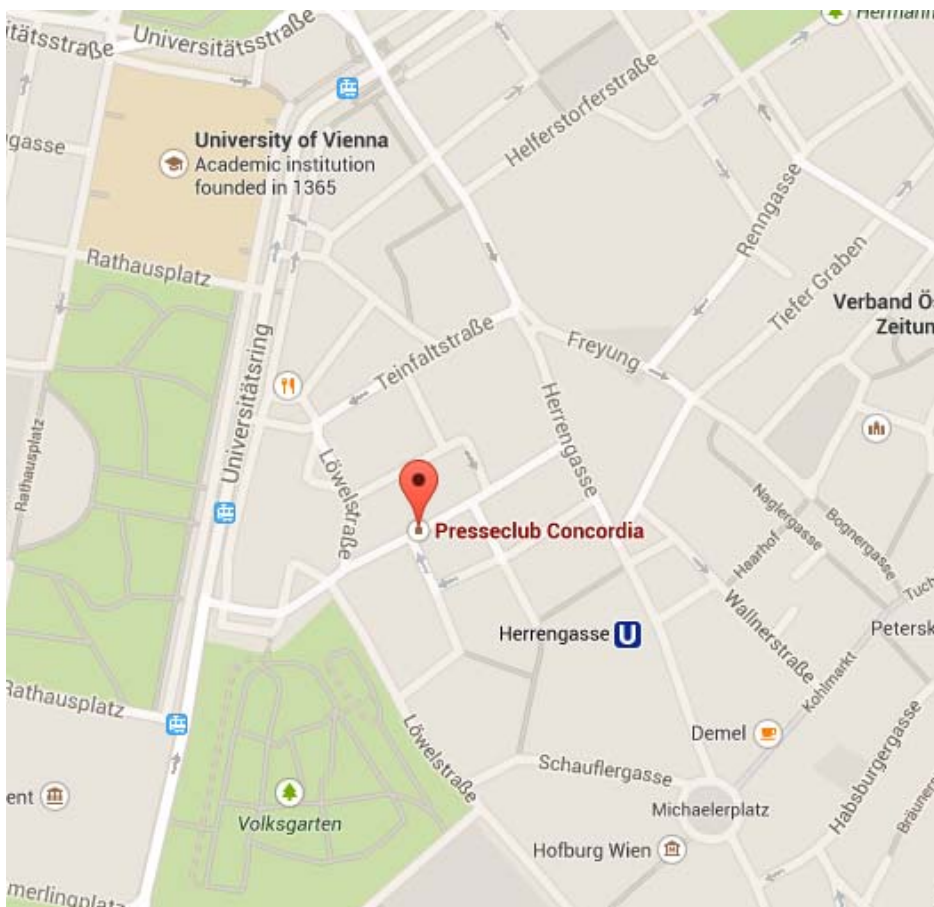 itätsstraße
Universitätsstraße
Hermann
Helferstorferstraße
gasse
University of Vienna
Academic institution
founded in 1365
Renngasse
Rathausplatz
Tiefer Graben
Verband Ö
Zeitun
Teinfaltstraße
Freyung
Universitätsring
Herrengasse
Rathausplatz
Löwelstraße
Presseclub Concordia
Naglergasse
Bognergasse
Haarhof
Tuch
Wallnerstraße
Herrengasse U
Petersk
Kohlmarkt
Rathausplatz
Löwelstraße
Demel
Schauflergasse
Habsburgergasse
ent
Michaelerplatz
Bräuner
Volksgarten
Hofburg Wien
merlingplatz